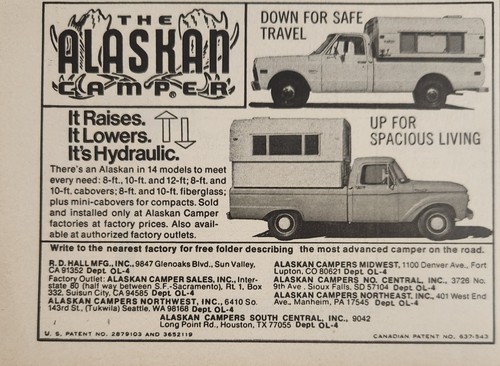 THE
ALASKAN
CAMPER®
DOWN FOR SAFE
TRAVEL
It Raises.
It Lowers.
It's Hydraulic.
UP FOR
SPACIOUS LIVING
There's an Alaskan in 14 models to meet
every need: 8-ft., 10-ft. and 12-ft; 8-ft. and
10-ft. cabovers; 8-ft. and 10-ft. fiberglass;
plus mini-cabovers for compacts. Sold
and installed only at Alaskan Camper
factories at factory prices. Also avail-
able at authorized factory outlets.
Write to the nearest factory for free folder describing the most advanced camper on the road.
R.D. HALL MFG., INC., 9847 Glenoaks Blvd., Sun Valley,
CA 91352 Dept OL-4
Factory Outlet: ALASKAN CAMPER SALES, INC., Inter-
state 80 (half way between S.F.-Sacramento), Rt. 1, Box
332, Suisun City, CA 94585 Dept OL-4
ALASKAN CAMPERS NORTHWEST, INC., 6410 So.
143rd St., (Tukwila) Seattle, WA 98168 Dept OL-4
ALASKAN CAMPERS MIDWEST, 1100 Denver Ave., Fort
Lupton, CO 80621 Dept OL-4
ALASKAN CAMPERS NO. CENTRAL, INC., 3726 No.
9th Ave., Sioux Falls, SD 57104 Dept OL-4
ALASKAN CAMPERS NORTHEAST, INC., 401 West End
Ave., Manheim, PA 17545 Dept OL-4
ALASKAN CAMPERS SOUTH CENTRAL, INC., 9042
Long Point Rd., Houston, TX 77055 Dept OL-4
U. S. PATENT NO. 2879103 AND 3652119
CANADIAN PATENT NO. 637-543